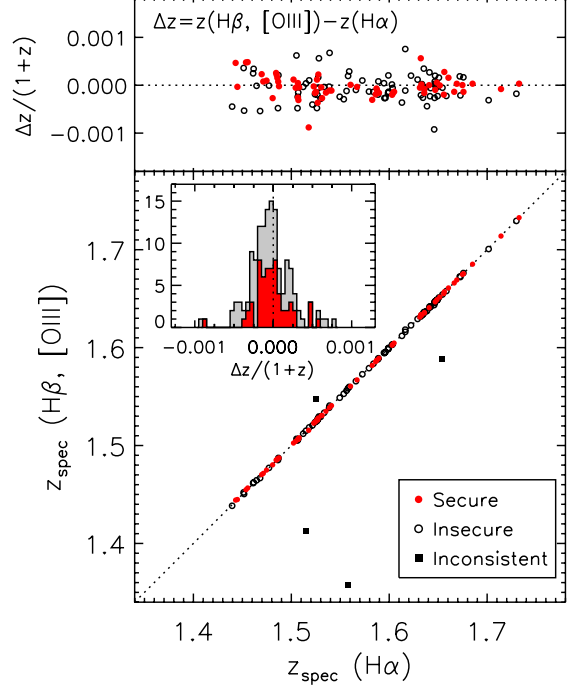 Δz=z(Hβ, [OIII])−z(Hα)
Δz/(1+z)
0.001
0.000
−0.001
15
10
5
0
−0.001 0.000 0.001
Δz/(1+z)
z_spec (Hβ, [OIII])
1.7
1.6
1.5
1.4
Secure
Insecure
Inconsistent
1.4 1.5 1.6 1.7
z_spec (Hα)